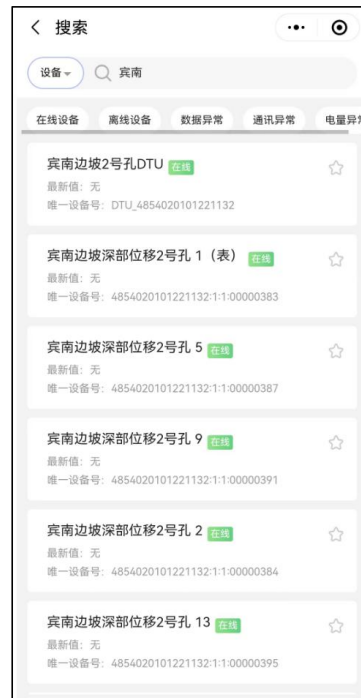 搜索
设备 宾南
在线设备 离线设备 数据异常 通讯异常 电量异
宾南边坡2号孔DTU 在线
最新值：无
唯一设备号：DTU_4854020101221132
宾南边坡深部位移2号孔 1（表） 在线
最新值：无
唯一设备号：4854020101221132:1:1:00000383
宾南边坡深部位移2号孔 5 在线
最新值：无
唯一设备号：4854020101221132:1:1:00000387
宾南边坡深部位移2号孔 9 在线
最新值：无
唯一设备号：4854020101221132:1:1:00000391
宾南边坡深部位移2号孔 2 在线
最新值：无
唯一设备号：4854020101221132:1:1:00000384
宾南边坡深部位移2号孔 13 在线
最新值：无
唯一设备号：4854020101221132:1:1:00000395